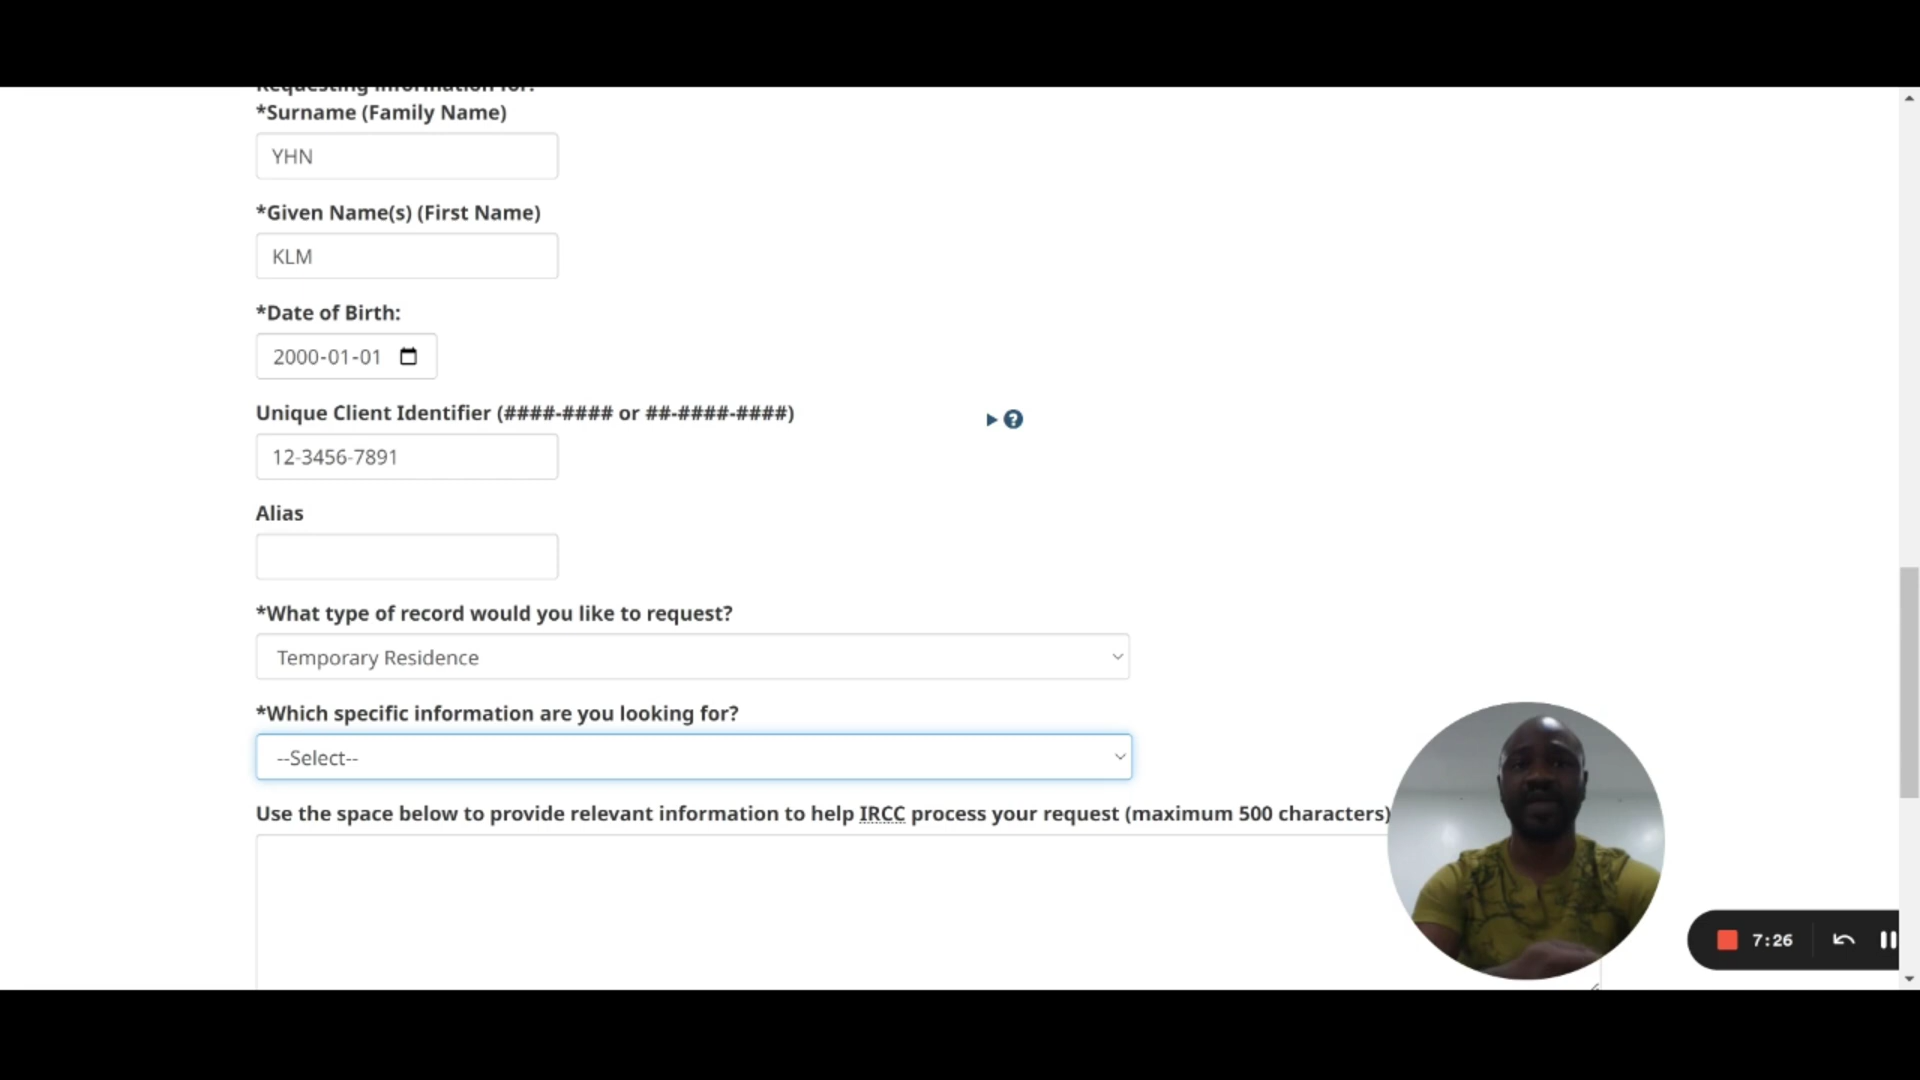 Requesting information for:
*Surname (Family Name)
YHN
*Given Name(s) (First Name)
KLM
*Date of Birth:
2000-01-01
Unique Client Identifier (####-#### or ##-####-####)
12-3456-7891
Alias
*What type of record would you like to request?
Temporary Residence
*Which specific information are you looking for?
--Select--
Use the space below to provide relevant information to help IRCC process your request (maximum 500 characters)
7:26